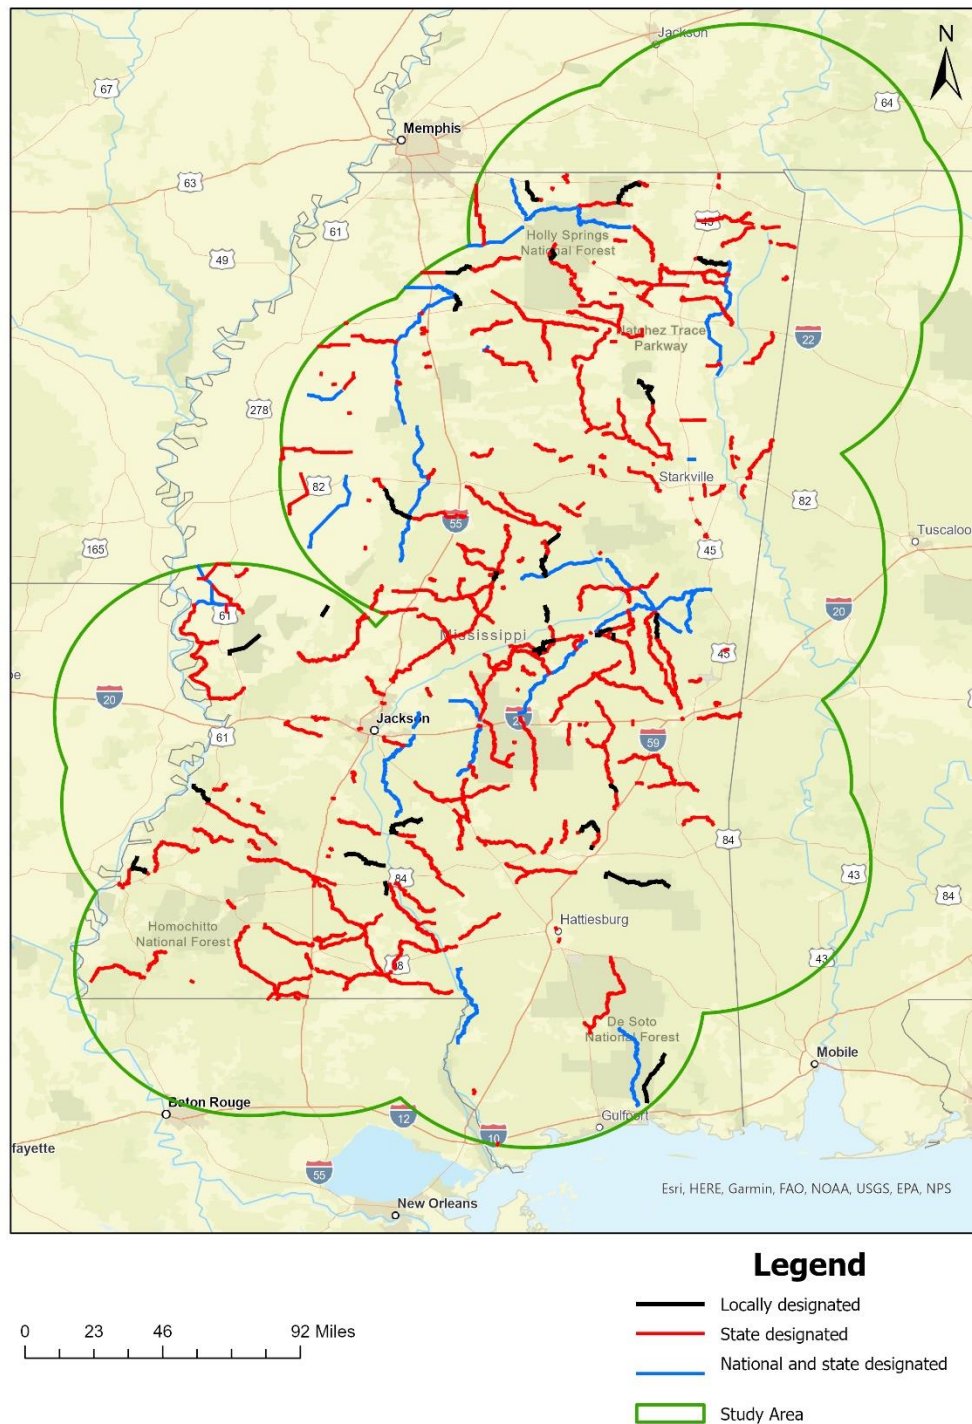 Jackson
N
67
64
Memphis
63
61
45
49
Holly Springs
National Forest
Natchez Trace
Parkway
22
278
82
Starkville
82
55
165
45
Tuscaloo
61
20
Mississippi
45
20
Jackson
20
61
59
84
84
43
84
Homochitto
National Forest
Hattiesburg
98
43
De Soto
National Forest
Mobile
Baton Rouge
12
Gulfport
10
fayette
55
Esri, HERE, Garmin, FAO, NOAA, USGS, EPA, NPS
New Orleans
Legend
Locally designated
0 23 46 92 Miles
State designated
National and state designated
Study Area